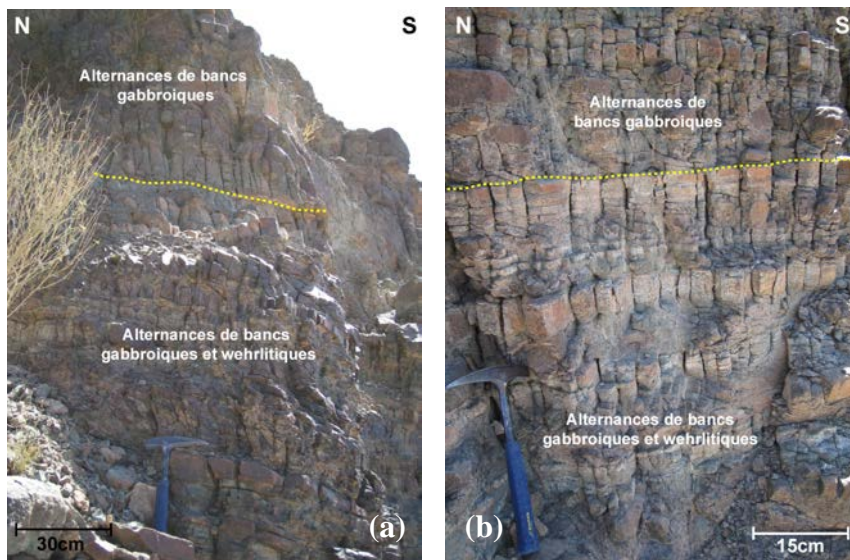 N
S
Alternances de bancs
gabbroiques
Alternances de bancs
gabbroiques et wehrlitiques
30cm
(a)
N
S
Alternances de
bancs gabbroiques
Alternances de bancs
gabbroiques et wehrlitiques
15cm
(b)